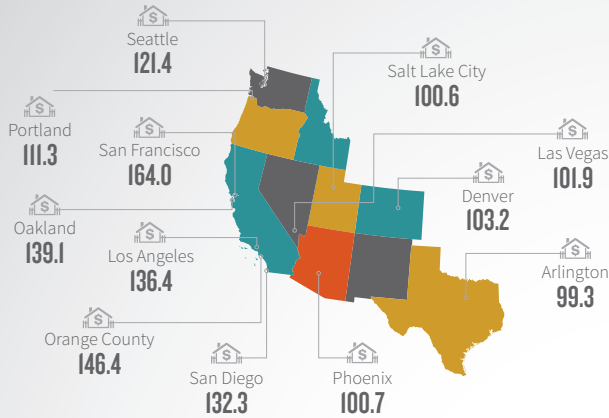 Seattle
121.4
Salt Lake City
100.6
Portland
111.3
San Francisco
164.0
Las Vegas
101.9
Denver
103.2
Oakland
139.1
Los Angeles
136.4
Arlington
99.3
Orange County
146.4
San Diego
132.3
Phoenix
100.7